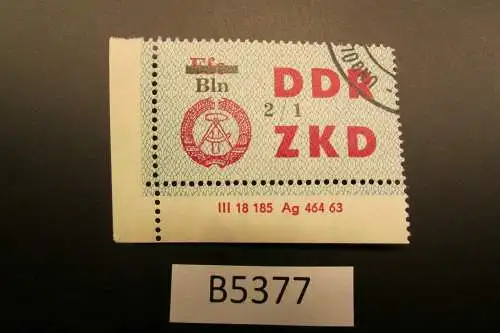 Bln
DDR
2 / 1
ZKD
III 18 185 Ag 464 63
B5377